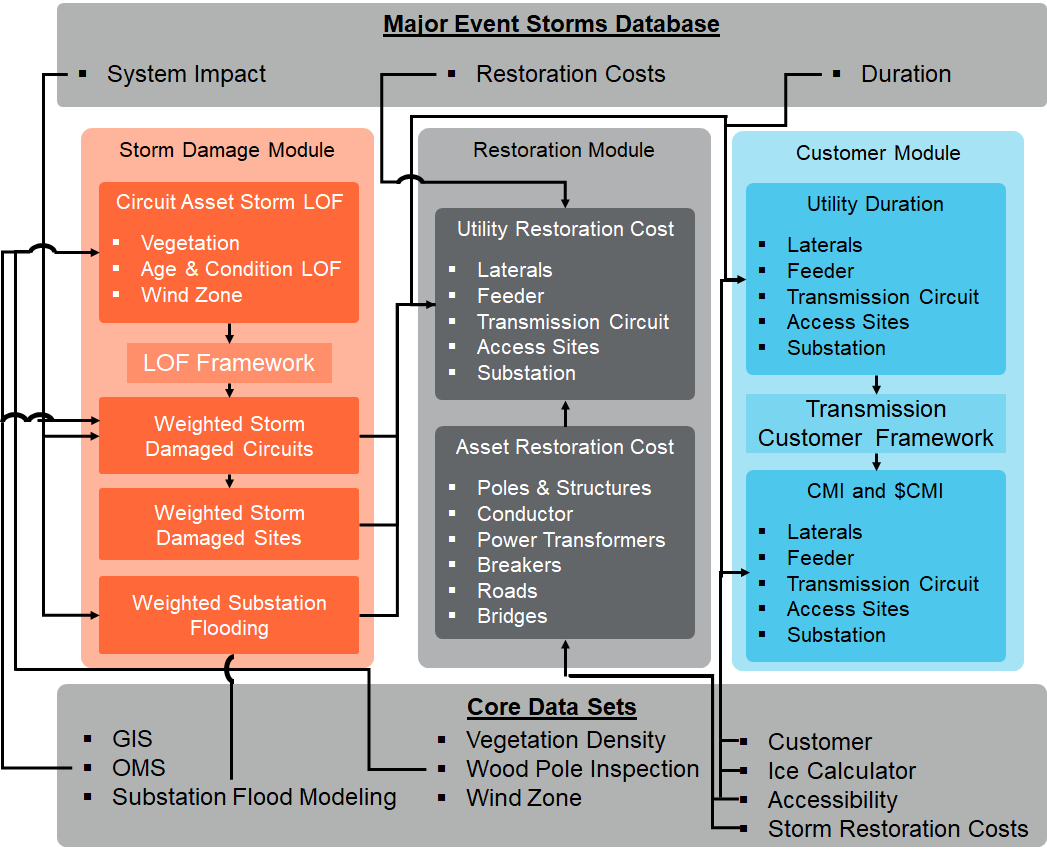 Major Event Storms Database
▪ System Impact
▪ Restoration Costs
▪ Duration
Storm Damage Module
Circuit Asset Storm LOF
▪ Vegetation
▪ Age & Condition LOF
▪ Wind Zone
LOF Framework
Weighted Storm
Damaged Circuits
Weighted Storm
Damaged Sites
Weighted Substation
Flooding
Restoration Module
Utility Restoration Cost
▪ Laterals
▪ Feeder
▪ Transmission Circuit
▪ Access Sites
▪ Substation
Asset Restoration Cost
▪ Poles & Structures
▪ Conductor
▪ Power Transformers
▪ Breakers
▪ Roads
▪ Bridges
Customer Module
Utility Duration
▪ Laterals
▪ Feeder
▪ Transmission Circuit
▪ Access Sites
▪ Substation
Transmission
Customer Framework
CMI and $CMI
▪ Laterals
▪ Feeder
▪ Transmission Circuit
▪ Access Sites
▪ Substation
Core Data Sets
▪ GIS
▪ OMS
▪ Substation Flood Modeling
▪ Vegetation Density
▪ Wood Pole Inspection
▪ Wind Zone
▪ Customer
▪ Ice Calculator
▪ Accessibility
▪ Storm Restoration Costs